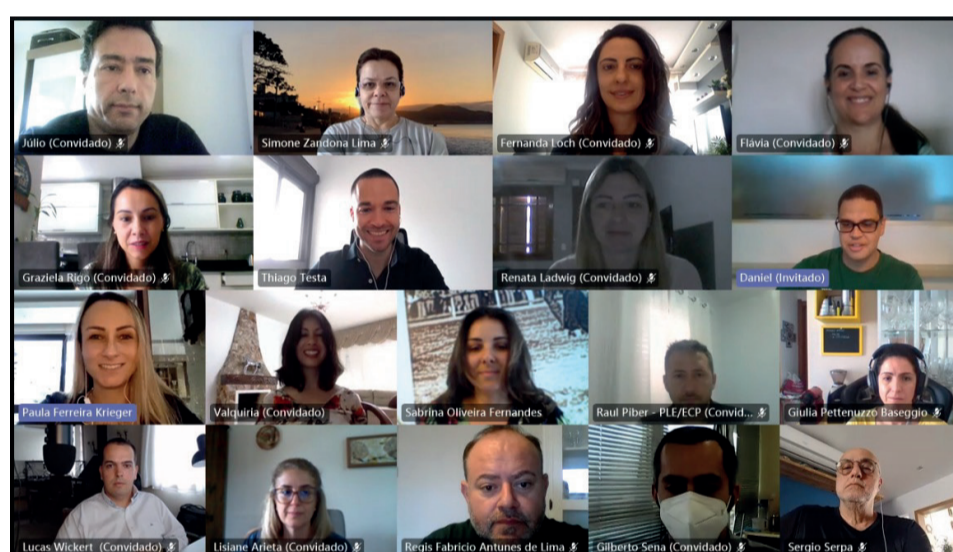 Júlio (Convidado)
Simone Zandona Lima
Fernanda Loch (Convidado)
Flávia (Convidado)
Graziela Rigo (Convidado)
Thiago Testa
Renata Ladwig (Convidado)
Daniel (Invitado)
Paula Ferreira Krieger
Valquiria (Convidado)
Sabrina Oliveira Fernandes
Raul Piber - PLE/ECP (Convid...
Giulia Pettenuzzo Baseggio
Lucas Wickert (Convidado)
Lisiane Arieta (Convidado)
Regis Fabricio Antunes de Lima
Gilberto Sena (Convidado)
Sergio Serpa